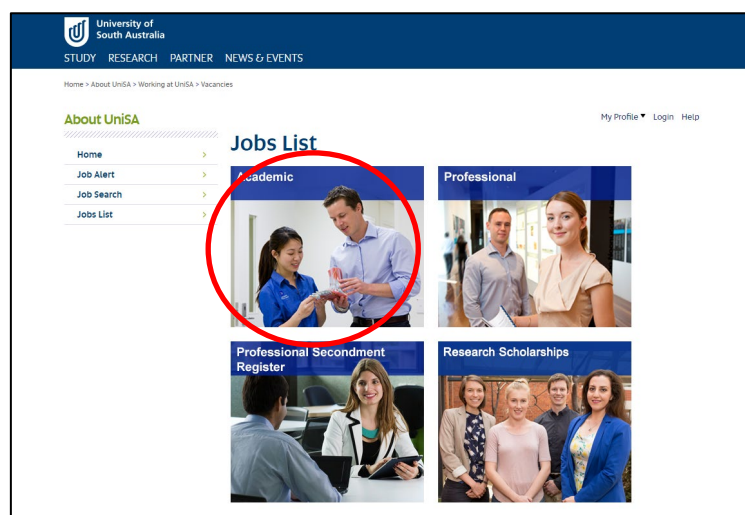 University of
South Australia
STUDY RESEARCH PARTNER NEWS & EVENTS
Home > About UniSA > Working at UniSA > Vacancies
About UniSA
My Profile ▼ Login Help
Home >
Job Alert >
Job Search >
Jobs List >
Jobs List
Academic
Professional
Professional Secondment
Register
Research Scholarships